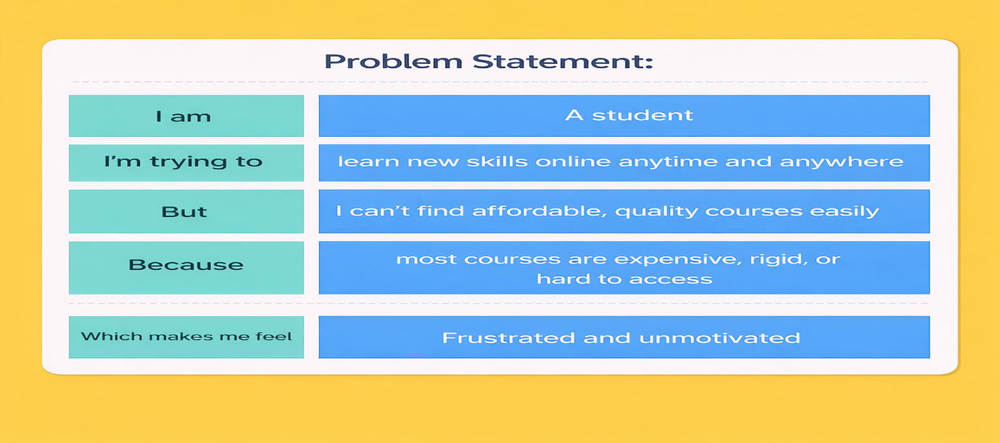 Problem Statement:
I am
A student
I'm trying to
learn new skills online anytime and anywhere
But
I can't find affordable, quality courses easily
Because
most courses are expensive, rigid, or
hard to access
Which makes me feel
Frustrated and unmotivated